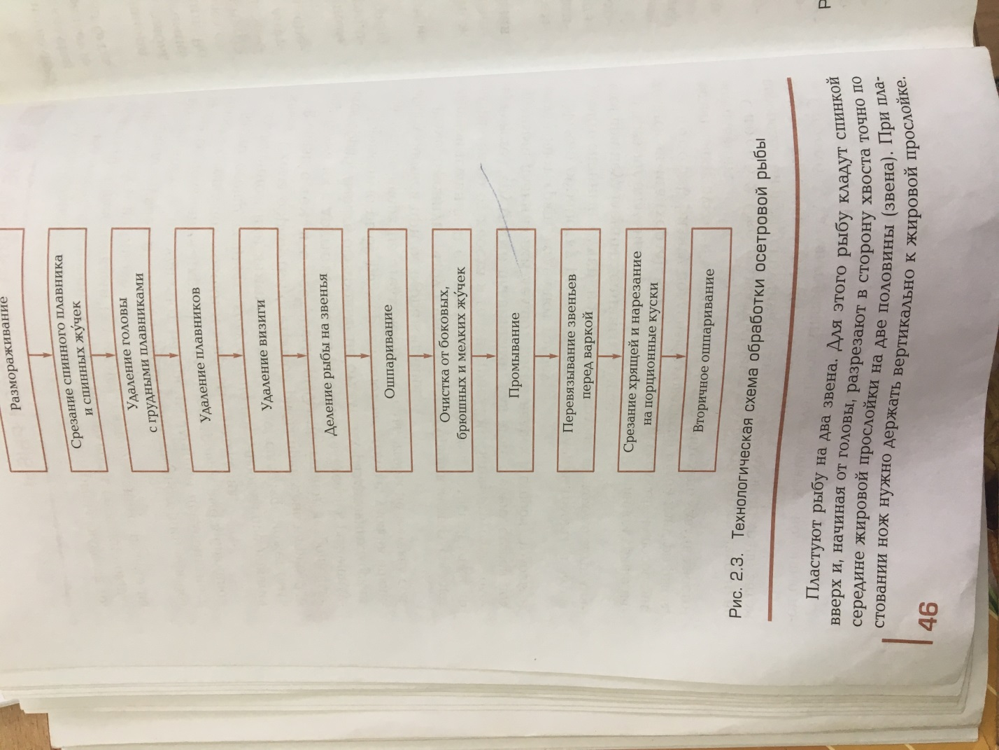 Размораживание
Срезание спинного плавника
и спинных жу́чек
Удаление головы
с грудными плавниками
Удаление плавников
Удаление визиги
Деление рыбы на звенья
Ошпаривание
Очистка от боковых,
брюшных и мелких жу́чек
Промывание
Перевязывание звеньев
перед варкой
Срезание хрящей и нарезание
на порционные куски
Вторичное ошпаривание
Рис. 2.3. Технологическая схема обработки осетровой рыбы
Пластуют рыбу на два звена. Для этого рыбу кладут спинкой
вверх и, начиная от головы, разрезают в сторону хвоста точно по
середине жировой прослойки на две половины (звена). При пла-
стовании нож нужно держать вертикально к жировой прослойке.
46